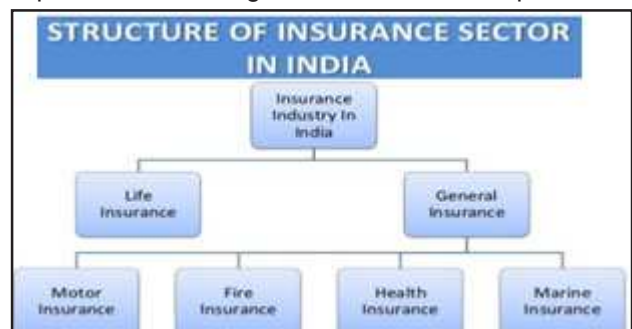 STRUCTURE OF INSURANCE SECTOR
IN INDIA
Insurance
Industry In
India
Life
Insurance
General
Insurance
Motor
Insurance
Fire
Insurance
Health
Insurance
Marine
Insurance